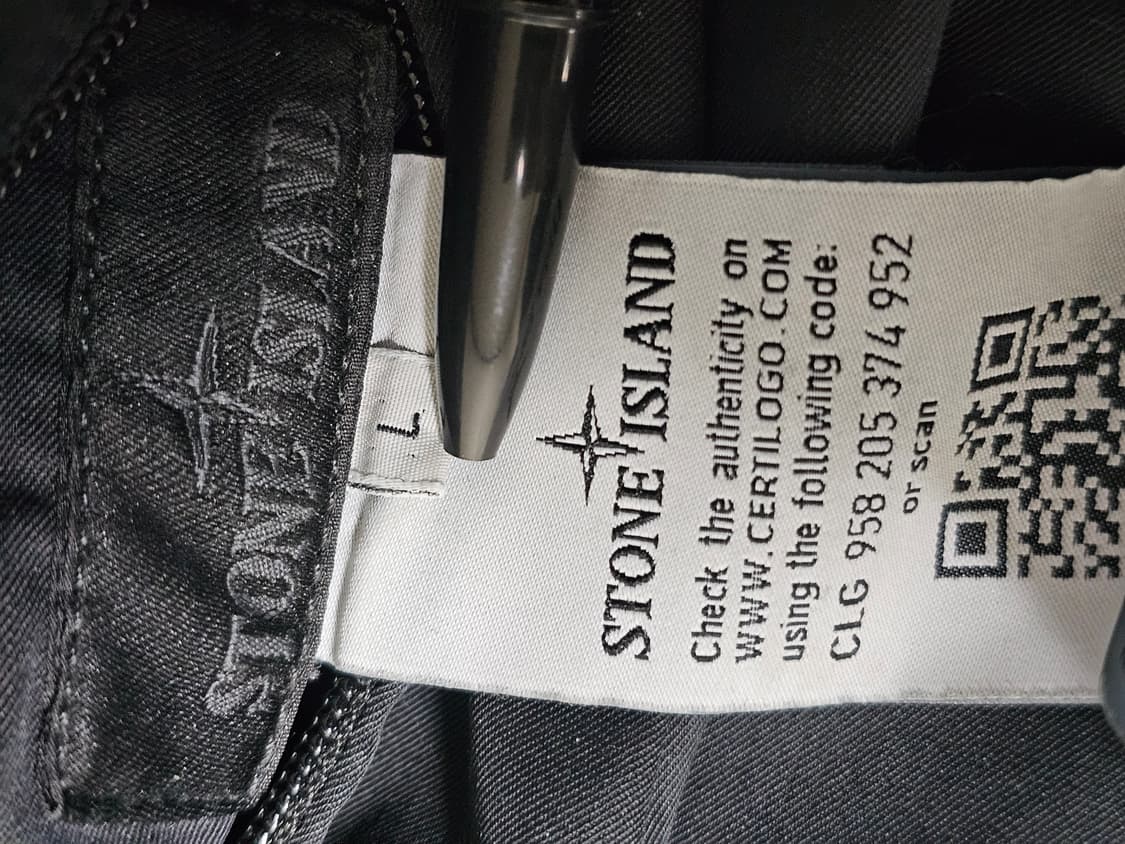 STONE ISLAND
L
STONE ISLAND
Check the authenticity on
WWW.CERTILOGO.COM
using the following code:
CLG 958 205 374 952
or scan